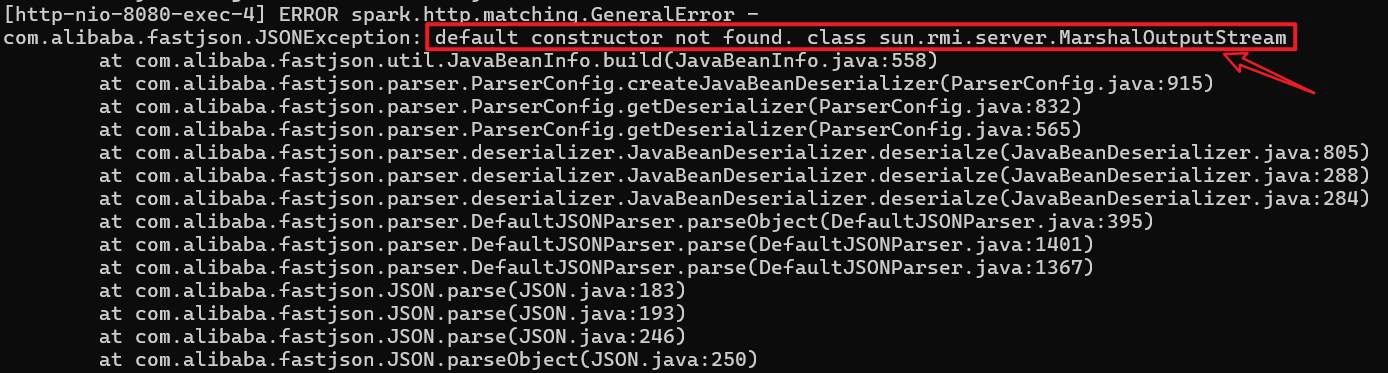 [http-nio-8080-exec-4] ERROR spark.http.matching.GeneralError -
com.alibaba.fastjson.JSONException: default constructor not found. class sun.rmi.server.MarshalOutputStream
at com.alibaba.fastjson.util.JavaBeanInfo.build(JavaBeanInfo.java:558)
at com.alibaba.fastjson.parser.ParserConfig.createJavaBeanDeserializer(ParserConfig.java:915)
at com.alibaba.fastjson.parser.ParserConfig.getDeserializer(ParserConfig.java:832)
at com.alibaba.fastjson.parser.ParserConfig.getDeserializer(ParserConfig.java:565)
at com.alibaba.fastjson.parser.deserializer.JavaBeanDeserializer.deserialze(JavaBeanDeserializer.java:805)
at com.alibaba.fastjson.parser.deserializer.JavaBeanDeserializer.deserialze(JavaBeanDeserializer.java:288)
at com.alibaba.fastjson.parser.deserializer.JavaBeanDeserializer.deserialze(JavaBeanDeserializer.java:284)
at com.alibaba.fastjson.parser.DefaultJSONParser.parseObject(DefaultJSONParser.java:395)
at com.alibaba.fastjson.parser.DefaultJSONParser.parse(DefaultJSONParser.java:1401)
at com.alibaba.fastjson.parser.DefaultJSONParser.parse(DefaultJSONParser.java:1367)
at com.alibaba.fastjson.JSON.parse(JSON.java:183)
at com.alibaba.fastjson.JSON.parse(JSON.java:193)
at com.alibaba.fastjson.JSON.parse(JSON.java:246)
at com.alibaba.fastjson.JSON.parseObject(JSON.java:250)